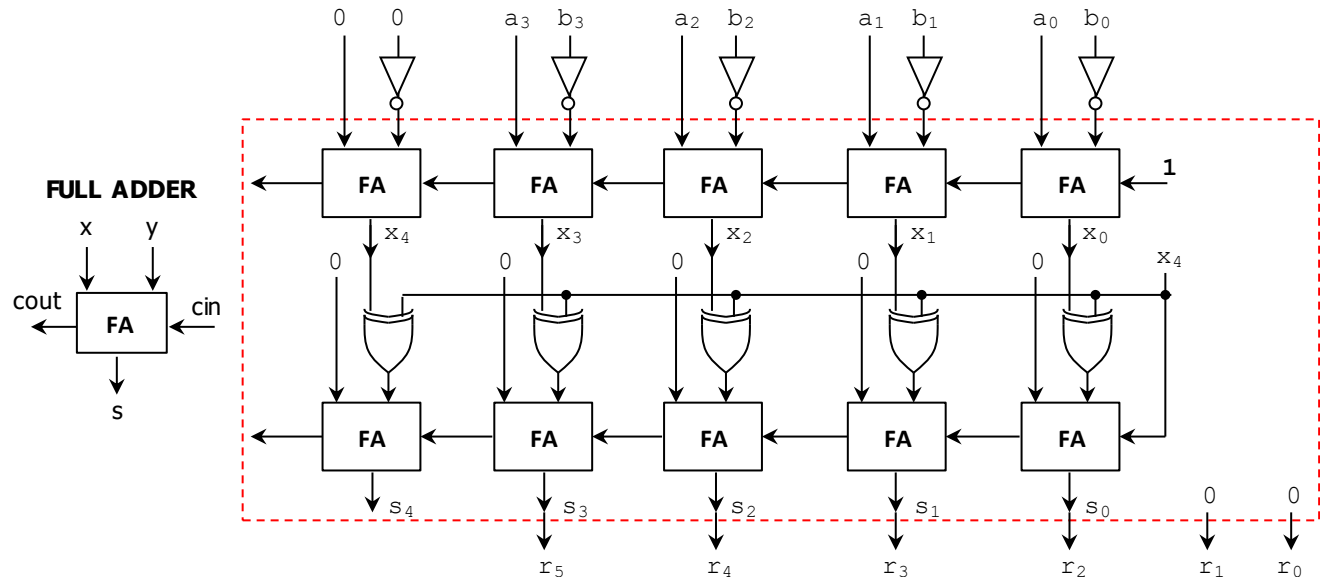 0 0 a3 b3 a2 b2 a1 b1 a0 b0
FA FA FA FA FA 1
x4 x3 x2 x1 x0
0 0 0 0 0 x4
FULL ADDER
x y
cout FA cin
s
FA FA FA FA FA
s4 s3 s2 s1 s0 0 0
r5 r4 r3 r2 r1 r0